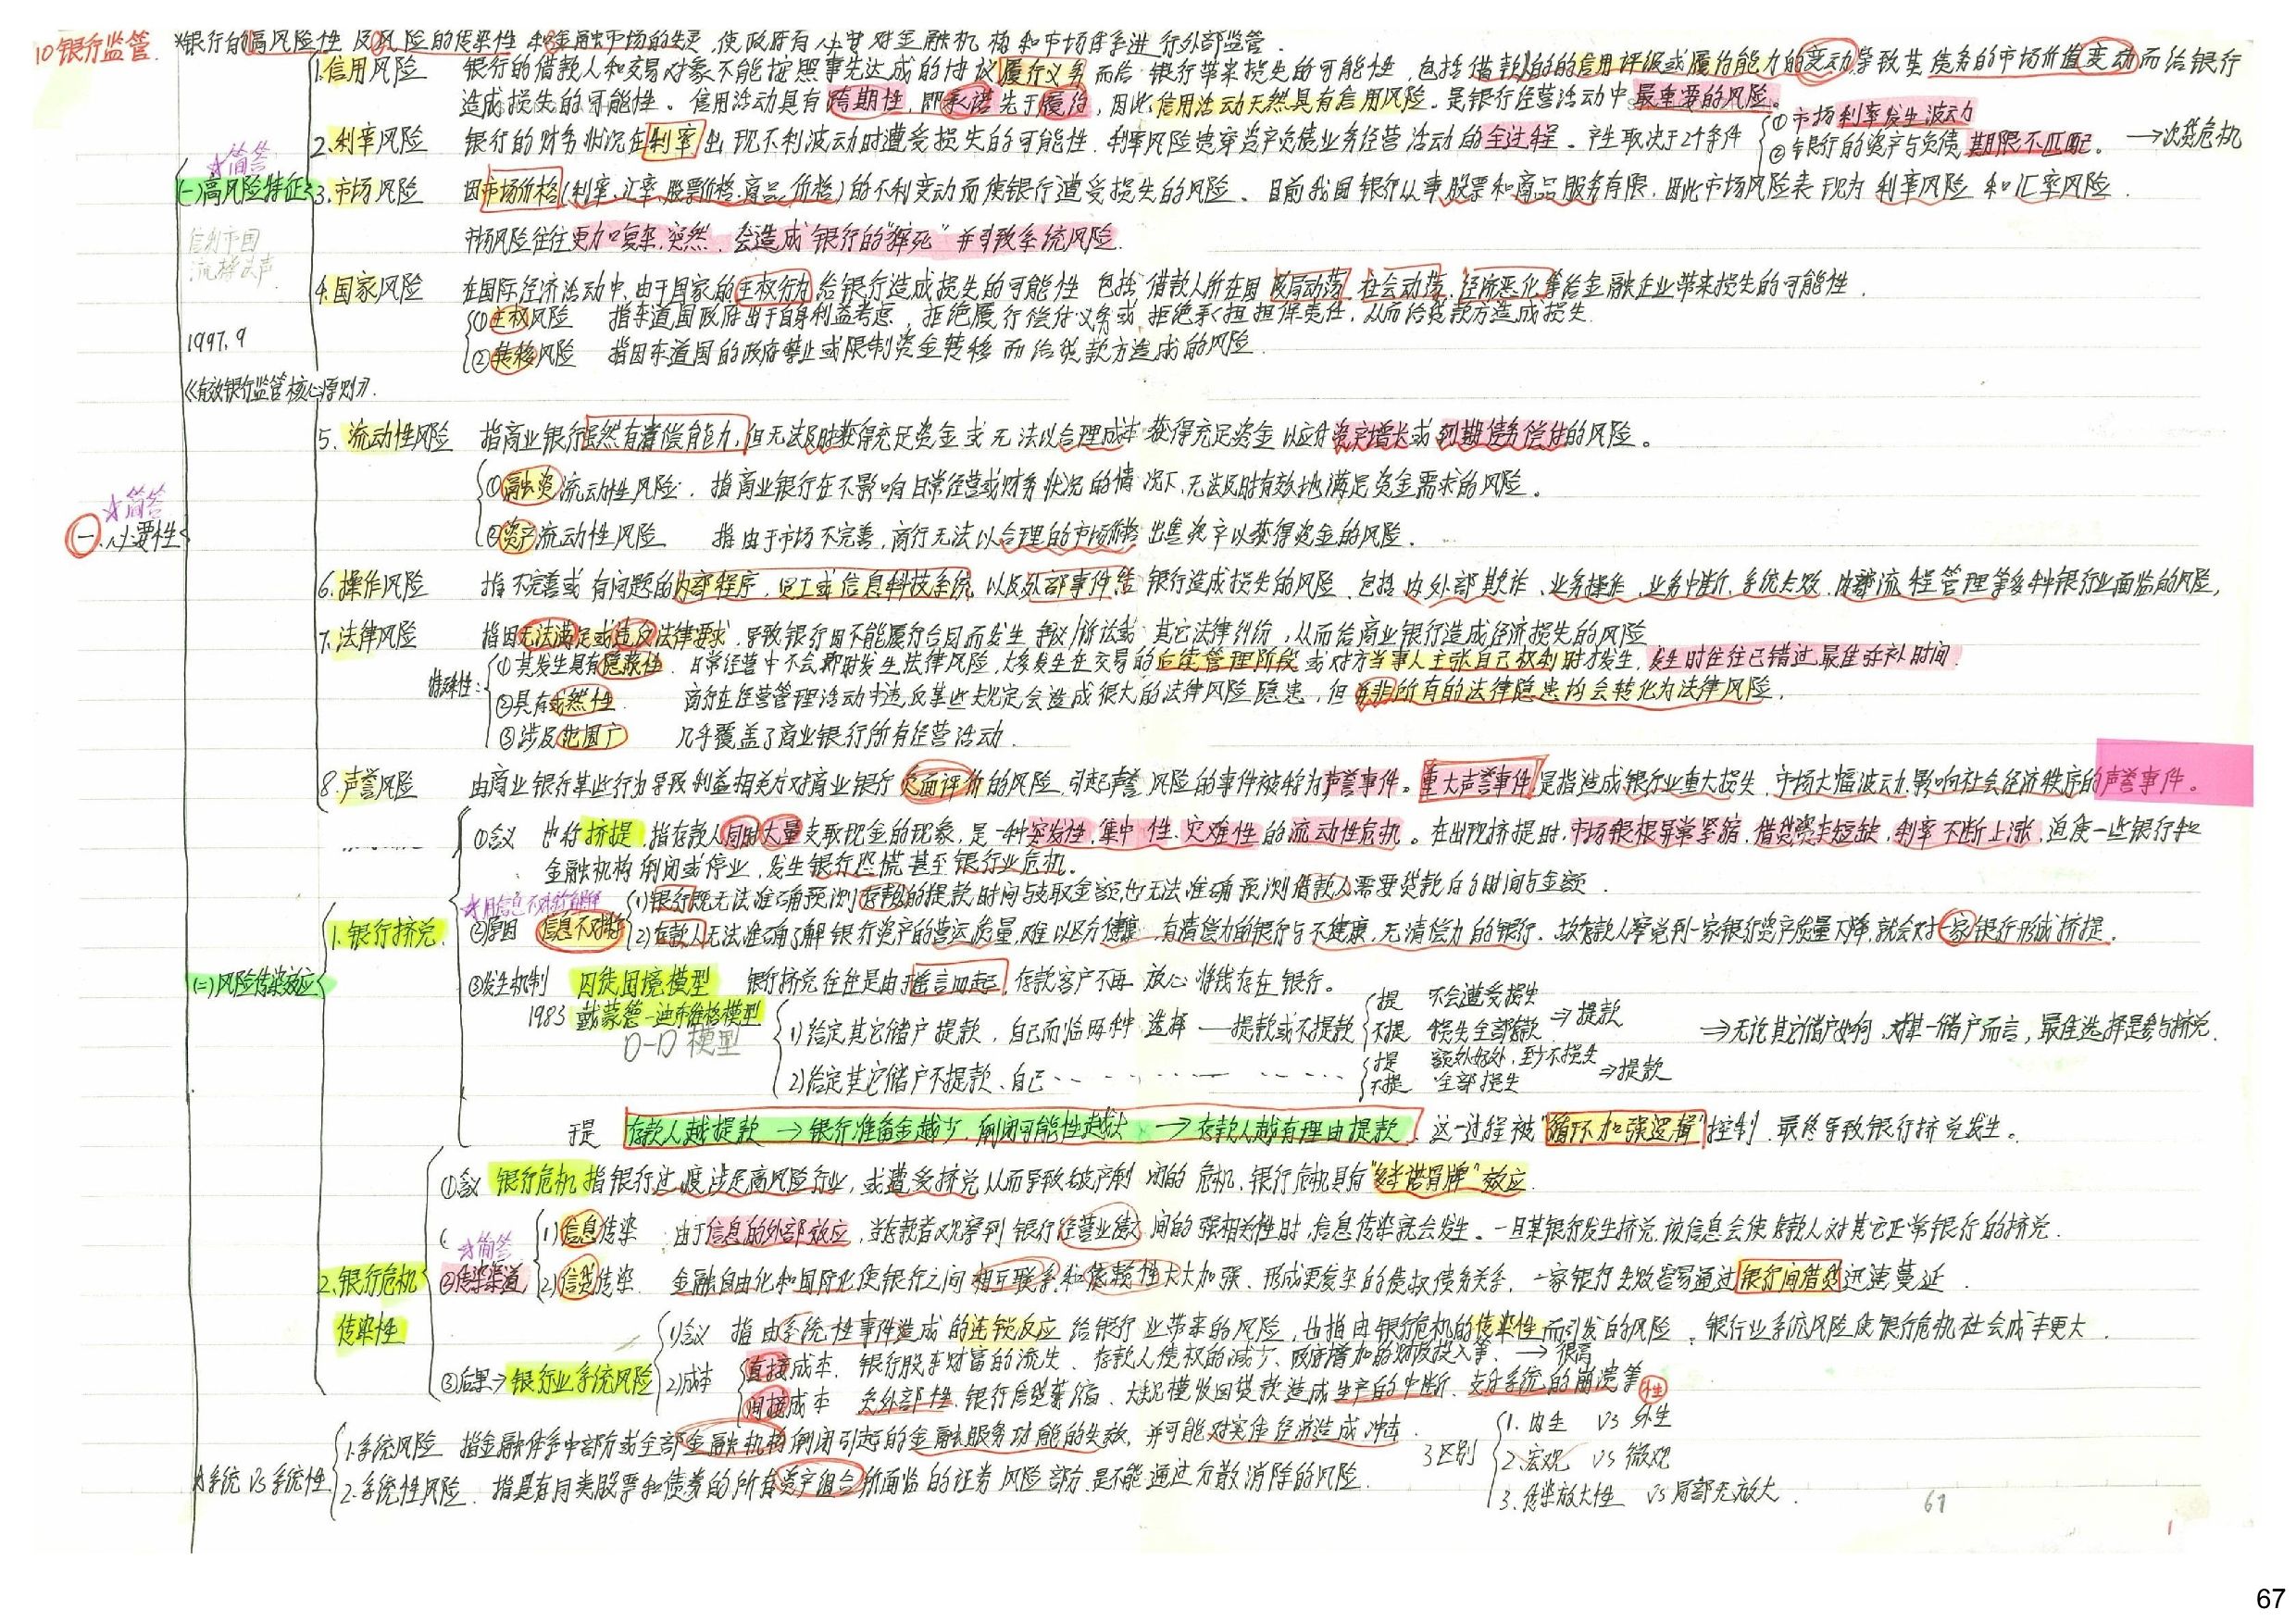 10 银行监管. *银行的高风险性 及风险的传染性 和金融市场的失灵,使政府有必要对金融机构和市场体系进行外部监管.
1.信用风险 银行的借款人和交易对象不能按照事先达成的协议履行义务而给银行带来损失的可能性,包括借款人的信用评级或履约能力的变动导致其债务的市场价值变动而给银行
造成损失的可能性。信用活动具有跨期性,即承诺先于履约,因此信用活动天然具有信用风险.是银行经营活动中最重要的风险。
2.利率风险 银行的财务状况在利率出现不利波动时遭受损失的可能性.利率风险贯穿资产负债业务经营活动的全过程。产生取决于2个条件 ①市场利率发生波动
②银行的资产与负债期限不匹配。 →次贷危机
☆简答
(一)高风险特征
3.市场风险 因市场价格(利率、汇率、股票价格、商品价格)的不利变动而使银行遭受损失的风险。目前我国银行从事股票和商品服务有限,因此市场风险表现为利率风险和汇率风险.
信利市国
流操法声
市场风险往往更加复杂、突然,会造成银行的"猝死"并引致系统风险.
4.国家风险 在国际经济活动中,由于国家的主权行为给银行造成损失的可能性 包括借款人所在国政局动荡、社会动荡、经济恶化等给金融企业带来损失的可能性.
①主权风险 指东道国政府出于自身利益考虑,拒绝履行偿付义务或拒绝承担担保责任,从而给贷款方造成损失.
1997.9 ②转移风险 指因东道国的政府禁止或限制资金转移而给贷款方造成的风险.
《有效银行监管核心原则》.
5.流动性风险 指商业银行虽然有清偿能力,但无法及时获得充足资金或无法以合理成本获得充足资金以应对资产增长或到期债务偿付的风险。
①融资流动性风险. 指商业银行在不影响日常经营或财务状况的情况下,无法及时有效地满足资金需求的风险。
☆简答
一.必要性
②资产流动性风险 指由于市场不完善,商行无法以合理的市场价格出售资产以获得资金的风险.
6.操作风险 指不完善或有问题的内部程序,员工或信息科技系统,以及外部事件给银行造成损失的风险.包括内外部欺诈、业务操作、业务中断、系统失效、内部流程管理等多种银行业面临的风险,
7.法律风险 指因无法满足或违反法律要求,导致银行因不能履行合同而发生争议/诉讼或其它法律纠纷,从而给商业银行造成经济损失的风险
特殊性: ①其发生具有隐蔽性. 日常经营中不会即时发生法律风险,大多发生在交易的后续管理阶段或对方当事人主张自己权利时才发生,发生时往往已错过最佳弥补时间.
②具有或然性. 商行在经营管理活动中违反某些规定会造成很大的法律风险隐患,但并非所有的法律隐患均会转化为法律风险.
③涉及范围广 几乎覆盖了商业银行所有经营活动.
8.声誉风险 由商业银行某些行为导致利益相关方对商业银行负面评价的风险,引起声誉风险的事件被称为声誉事件。重大声誉事件是指造成银行业重大损失、市场大幅波动、影响社会经济秩序的声誉事件。
①含义 也称挤提,指存款人同时大量支取现金的现象,是一种突发性,集中性,灾难性的流动性危机。在出现挤提时,市场银根异常紧缩,借贷资本短缺,利率不断上涨,迫使一些银行和
金融机构倒闭或停业,发生银行恐慌甚至银行业危机。
☆用信息不对称解释
②原因 信息不对称 1)银行既无法准确预测存款人的提款时间与支取金额,也无法准确预测借款人需要贷款的时间与金额.
1.银行挤兑 2)存款人无法准确了解银行资产的营运质量,难以区分健康、有清偿力的银行与不健康、无清偿力的银行.故存款人察觉到一家银行资产质量下降,就会对一家银行形成挤提.
(二)风险传染效应
③发生机制 囚徒困境模型 银行挤兑往往是由谣言而起,存款客户不再放心将钱存在银行。
1983 戴蒙德-迪布维格模型
D-D 模型
1)给定其它储户提款,自己面临两种选择——提款或不提款 提 不会遭受损失
不提 损失全部存款 ⇒提款 ⇒无论其它储户如何,对某一储户而言,最佳选择是参与挤兑.
2)给定其它储户不提款、自己…… 提 额外好处,至少不损失
不提 全部损失 ⇒提款
于是 存款人越提款→银行准备金越少,倒闭可能性越大→存款人越有理由提款.这一过程被"循环加强逻辑"控制,最终导致银行挤兑发生。
①含义 银行危机指银行过度涉足高风险行业,或遭受挤兑从而导致破产倒闭的危机、银行危机具有"多米诺骨牌"效应.
☆简答
1)信息传染 由于信息的外部效应,当存款者观察到银行经营业绩间的强相关性时,信息传染就会发生。一旦某银行发生挤兑,该信息会使存款人对其它正常银行的挤兑.
2.银行危机传染性
②传染渠道 2)信贷传染 金融自由化和国际化使银行之间相互联系和依赖性大大加强、形成更复杂的债权债务关系,一家银行失败容易通过银行间借贷迅速蔓延.
③后果→银行业系统风险 1)含义 指由系统性事件造成的连锁反应给银行业带来的风险,也指由银行危机的传染性而引发的风险.银行业系统风险使银行危机社会成本更大.
2)成本 直接成本. 银行股东财富的流失、存款人债权的减少、政府增加的财政投入等. →很高
间接成本 负外部性.银行信贷萎缩、大规模收回贷款造成生产的中断、支付系统的崩溃等
☆系统 VS 系统性
1.系统风险 指金融体系中部分或全部金融机构倒闭引起的金融服务功能的失效,并可能对实体经济造成冲击.
2.系统性风险. 指具有同类股票和债券的所有资产组合所面临的证券风险部分.是不能通过分散消除的风险.
性
3区别 1.内生 VS 外生
2.宏观 VS 微观
3.传染放大性 VS 局部无放大.
61
67